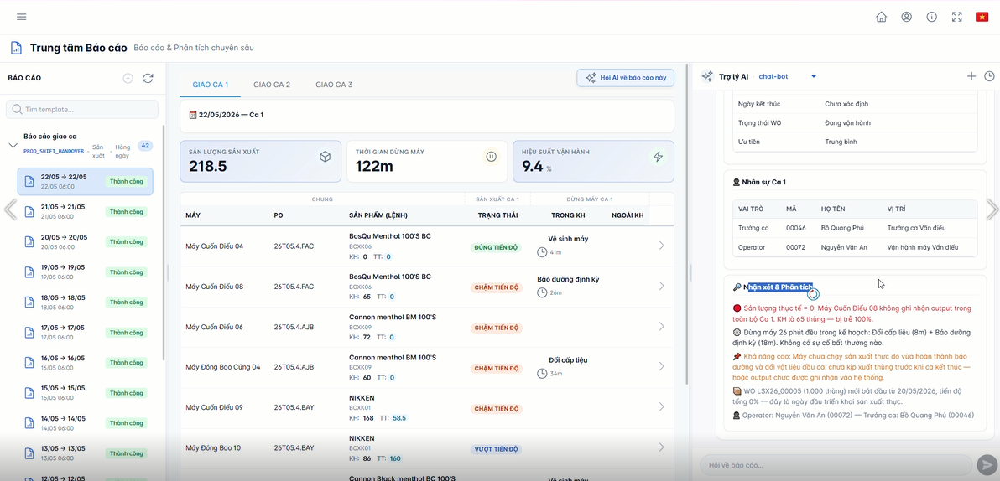 Trung tâm Báo cáo Báo cáo & Phân tích chuyên sâu
BÁO CÁO
Tìm template...
Báo cáo giao ca
PROD_SHIFT_HANDOVER • Sản xuất • Hàng ngày
42
22/05 → 22/05
22/05 06:00
Thành công
21/05 → 21/05
21/05 06:00
Thành công
20/05 → 20/05
20/05 06:00
Thành công
19/05 → 19/05
19/05 06:00
Thành công
18/05 → 18/05
18/05 06:00
Thành công
17/05 → 17/05
17/05 06:00
Thành công
16/05 → 16/05
16/05 06:00
Thành công
15/05 → 15/05
15/05 06:00
Thành công
14/05 → 14/05
14/05 06:00
Thành công
13/05 → 13/05
13/05 06:00
Thành công
12/05 → 12/05
GIAO CA 1 GIAO CA 2 GIAO CA 3
Hỏi AI về báo cáo này
22/05/2026 — Ca 1
SẢN LƯỢNG SẢN XUẤT
218.5
THỜI GIAN DỪNG MÁY
122m
HIỆU SUẤT VẬN HÀNH
9.4 %
CHUNG SẢN XUẤT CA 1 DỪNG MÁY CA 1
MÁY PO SẢN PHẨM (LỆNH) TRẠNG THÁI TRONG KH NGOÀI KH
Máy Cuốn Điếu 04 26T05.4.FAC
BosQu Menthol 100'S BC
BCXK06
KH: 0 TT: 0
ĐÚNG TIẾN ĐỘ
Vệ sinh máy
41m
Máy Cuốn Điếu 08 26T05.4.FAC
BosQu Menthol 100'S BC
BCXK06
KH: 65 TT: 0
CHẬM TIẾN ĐỘ
Bảo dưỡng định kỳ
26m
Máy Cuốn Điếu 06 26T05.4.AJB
Cannon menthol BM 100'S
BCXK09
KH: 72 TT: 0
CHẬM TIẾN ĐỘ
Máy Đóng Bao Cứng 04 26T05.4.AJB
Cannon menthol BM 100'S
BCXK09
KH: 60 TT: 0
CHẬM TIẾN ĐỘ
Đổi cấp liệu
34m
Máy Cuốn Điếu 09 26T05.4.BAY
NIKKEN
BCXK01
KH: 168 TT: 58.5
CHẬM TIẾN ĐỘ
Máy Đóng Bao 10 26T05.4.BAY
NIKKEN
BCXK01
KH: 86 TT: 160
VƯỢT TIẾN ĐỘ
Cannon Black menthol BC 100'S
Vệ sinh máy
Trợ lý AI • chat-bot
Ngày kết thúc Chưa xác định
Trạng thái WO Đang vận hành
Ưu tiên Trung bình
Nhân sự Ca 1
VAI TRÒ MÃ HỌ TÊN VỊ TRÍ
Trưởng ca 00046 Bồ Quang Phú Trưởng ca Vấn điếu
Operator 00072 Nguyễn Văn An Vận hành máy Vấn điếu
Nhận xét & Phân tích
Sản lượng thực tế = 0: Máy Cuốn Điếu 08 không ghi nhận output trong
toàn bộ Ca 1. KH là 65 thùng — bị trễ 100%.
Dừng máy 26 phút đều trong kế hoạch: Đổi cấp liệu (8m) + Bảo dưỡng
định kỳ (18m). Không có sự cố bất thường nào.
Khả năng cao: Máy chưa chạy sản xuất thực do vừa hoàn thành bảo
dưỡng và đổi vật liệu đầu ca, chưa kịp xuất thùng trước khi ca kết thúc —
hoặc output chưa được ghi nhận vào hệ thống.
WO LSX26_00005 (1.000 thùng) mới bắt đầu từ 20/05/2026, tiến độ
tổng 0% — đây là ngày đầu triển khai sản xuất thực.
Operator: Nguyễn Văn An (00072) — Trưởng ca: Bồ Quang Phú (00046)
Hỏi về báo cáo...